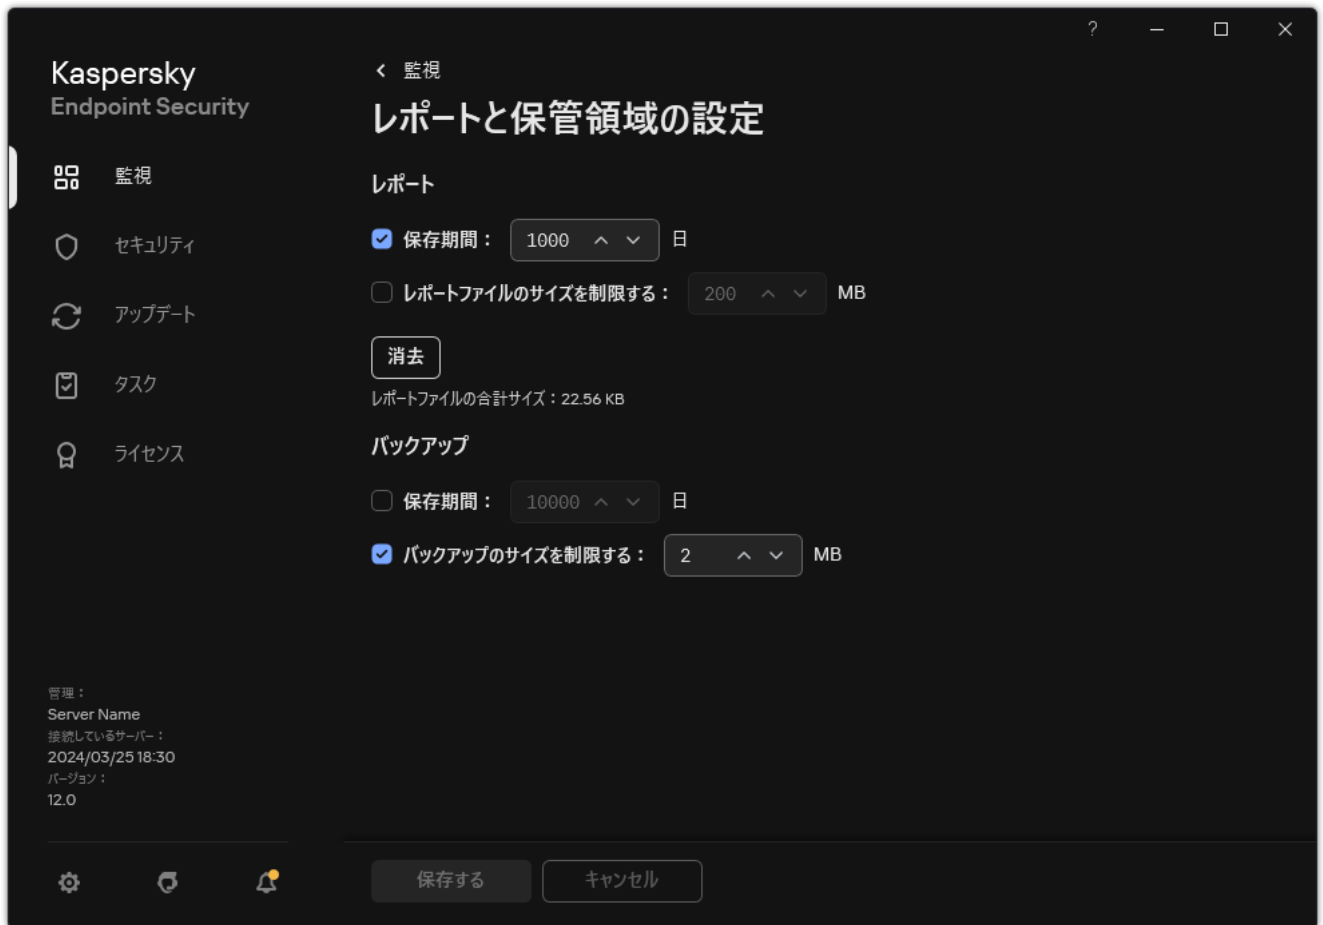 ?
Kaspersky
Endpoint Security
監視
セキュリティ
アップデート
タスク
ライセンス
管理：
Server Name
接続しているサーバー：
2024/03/25 18:30
バージョン：
12.0
監視
レポートと保管領域の設定
レポート
保存期間： 1000 日
レポートファイルのサイズを制限する： 200 MB
消去
レポートファイルの合計サイズ：22.56 KB
バックアップ
保存期間： 10000 日
バックアップのサイズを制限する： 2 MB
保存する キャンセル